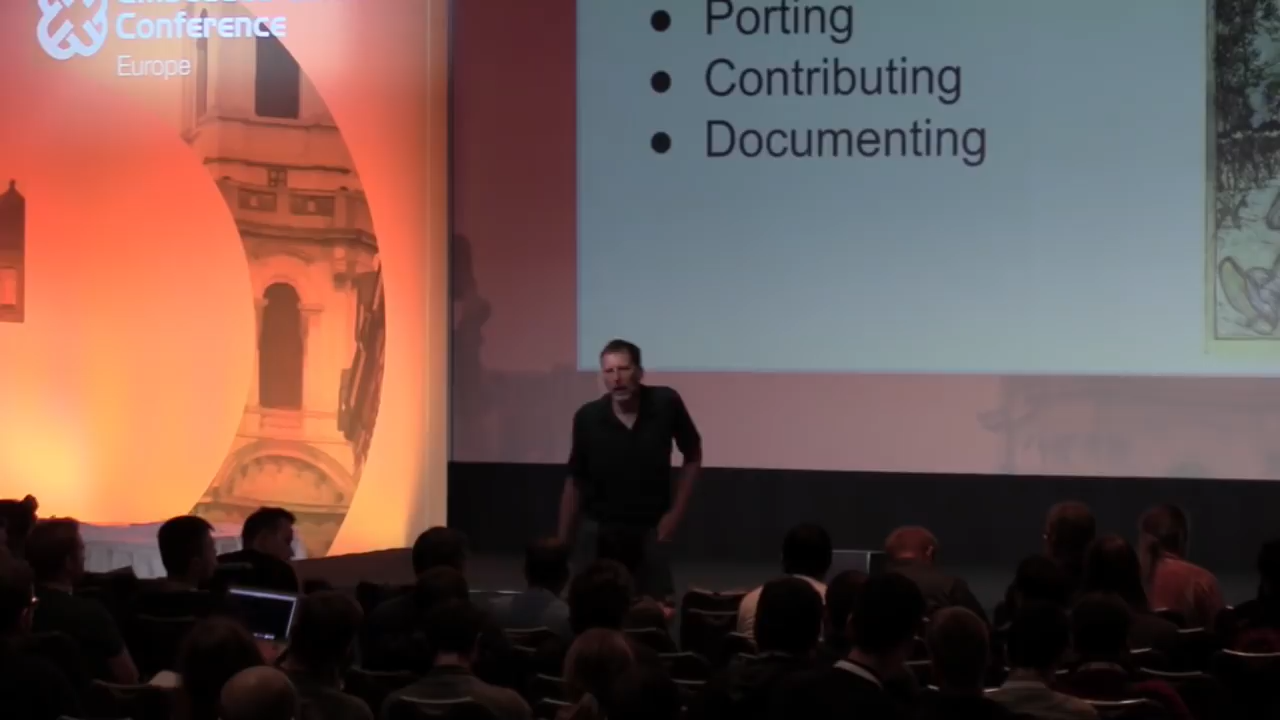 Conference
Europe
● Porting
● Contributing
● Documenting